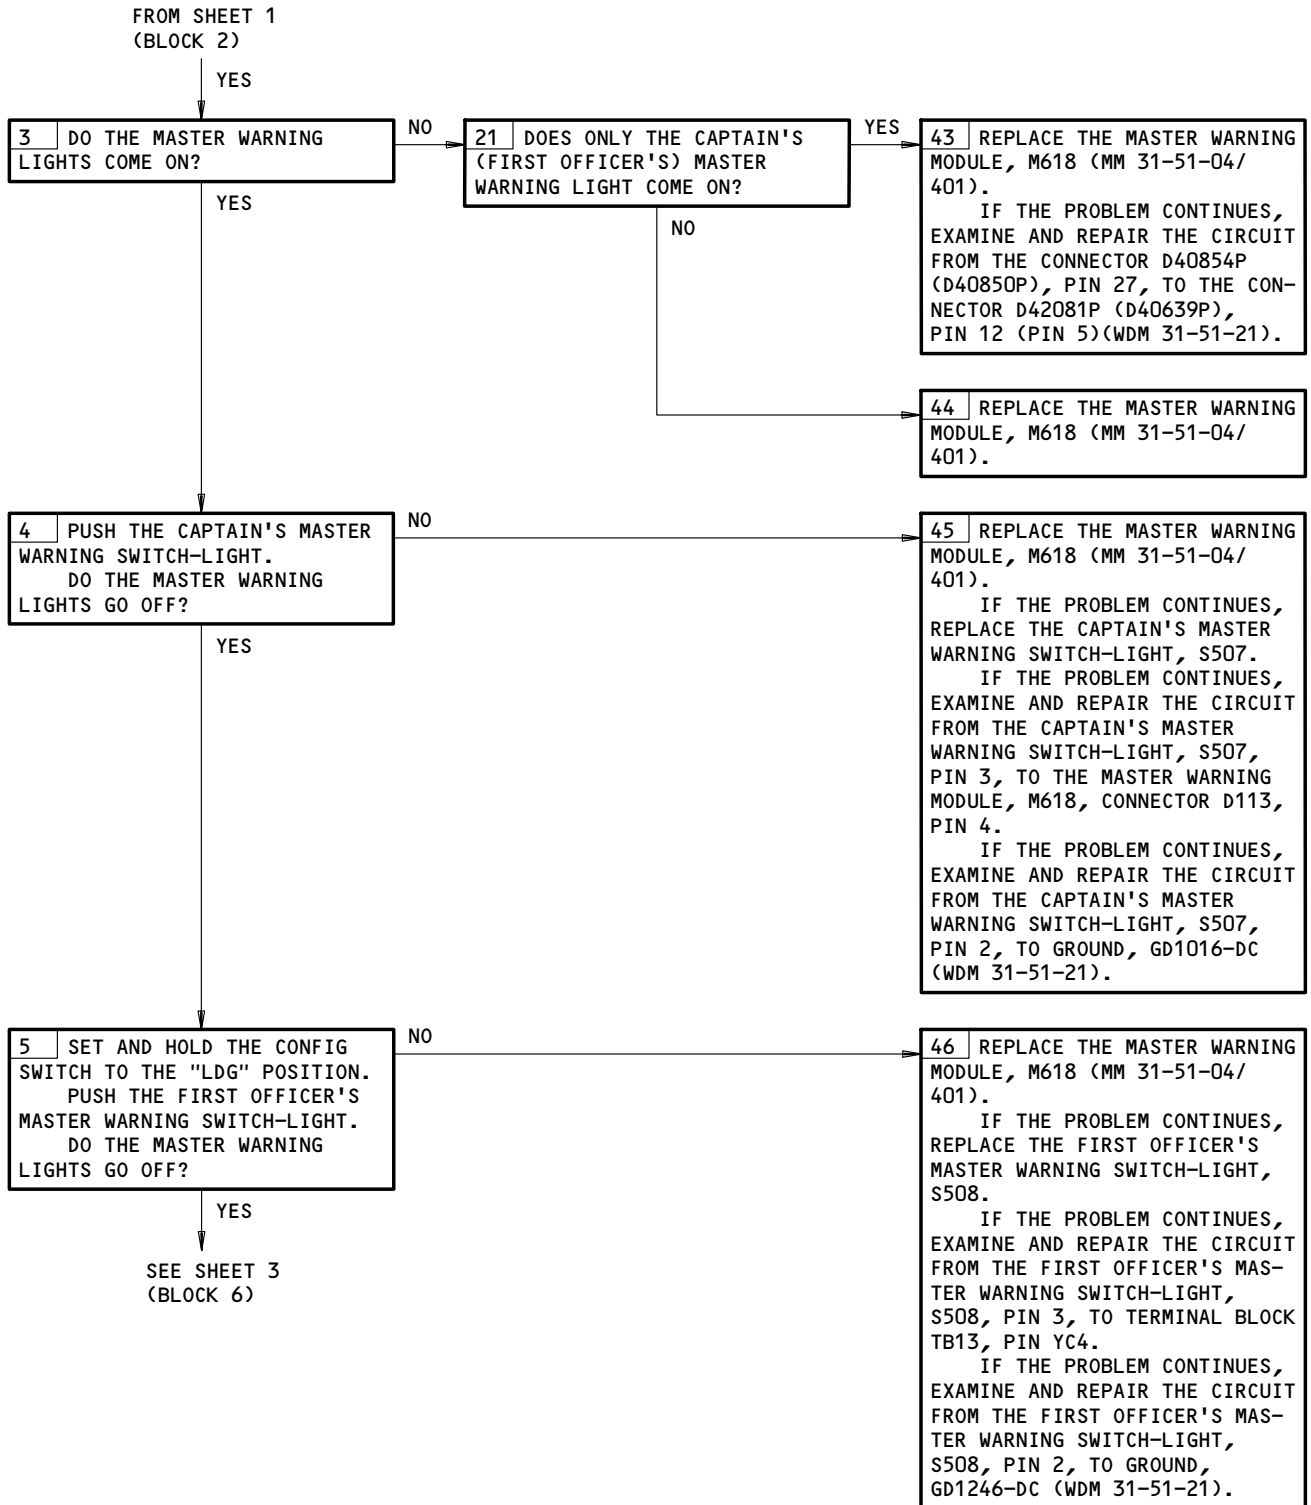 FROM SHEET 1
(BLOCK 2)
YES
3 DO THE MASTER WARNING
LIGHTS COME ON?
NO
YES
21 DOES ONLY THE CAPTAIN'S
(FIRST OFFICER'S) MASTER
WARNING LIGHT COME ON?
YES
NO
43 REPLACE THE MASTER WARNING
MODULE, M618 (MM 31-51-04/
401).
IF THE PROBLEM CONTINUES,
EXAMINE AND REPAIR THE CIRCUIT
FROM THE CONNECTOR D40854P
(D40850P), PIN 27, TO THE CON-
NECTOR D42081P (D40639P),
PIN 12 (PIN 5)(WDM 31-51-21).
44 REPLACE THE MASTER WARNING
MODULE, M618 (MM 31-51-04/
401).
4 PUSH THE CAPTAIN'S MASTER
WARNING SWITCH-LIGHT.
DO THE MASTER WARNING
LIGHTS GO OFF?
NO
YES
45 REPLACE THE MASTER WARNING
MODULE, M618 (MM 31-51-04/
401).
IF THE PROBLEM CONTINUES,
REPLACE THE CAPTAIN'S MASTER
WARNING SWITCH-LIGHT, S507.
IF THE PROBLEM CONTINUES,
EXAMINE AND REPAIR THE CIRCUIT
FROM THE CAPTAIN'S MASTER
WARNING SWITCH-LIGHT, S507,
PIN 3, TO THE MASTER WARNING
MODULE, M618, CONNECTOR D113,
PIN 4.
IF THE PROBLEM CONTINUES,
EXAMINE AND REPAIR THE CIRCUIT
FROM THE CAPTAIN'S MASTER
WARNING SWITCH-LIGHT, S507,
PIN 2, TO GROUND, GD1016-DC
(WDM 31-51-21).
5 SET AND HOLD THE CONFIG
SWITCH TO THE "LDG" POSITION.
PUSH THE FIRST OFFICER'S
MASTER WARNING SWITCH-LIGHT.
DO THE MASTER WARNING
LIGHTS GO OFF?
NO
YES
SEE SHEET 3
(BLOCK 6)
46 REPLACE THE MASTER WARNING
MODULE, M618 (MM 31-51-04/
401).
IF THE PROBLEM CONTINUES,
REPLACE THE FIRST OFFICER'S
MASTER WARNING SWITCH-LIGHT,
S508.
IF THE PROBLEM CONTINUES,
EXAMINE AND REPAIR THE CIRCUIT
FROM THE FIRST OFFICER'S MAS-
TER WARNING SWITCH-LIGHT,
S508, PIN 3, TO TERMINAL BLOCK
TB13, PIN YC4.
IF THE PROBLEM CONTINUES,
EXAMINE AND REPAIR THE CIRCUIT
FROM THE FIRST OFFICER'S MAS-
TER WARNING SWITCH-LIGHT,
S508, PIN 2, TO GROUND,
GD1246-DC (WDM 31-51-21).